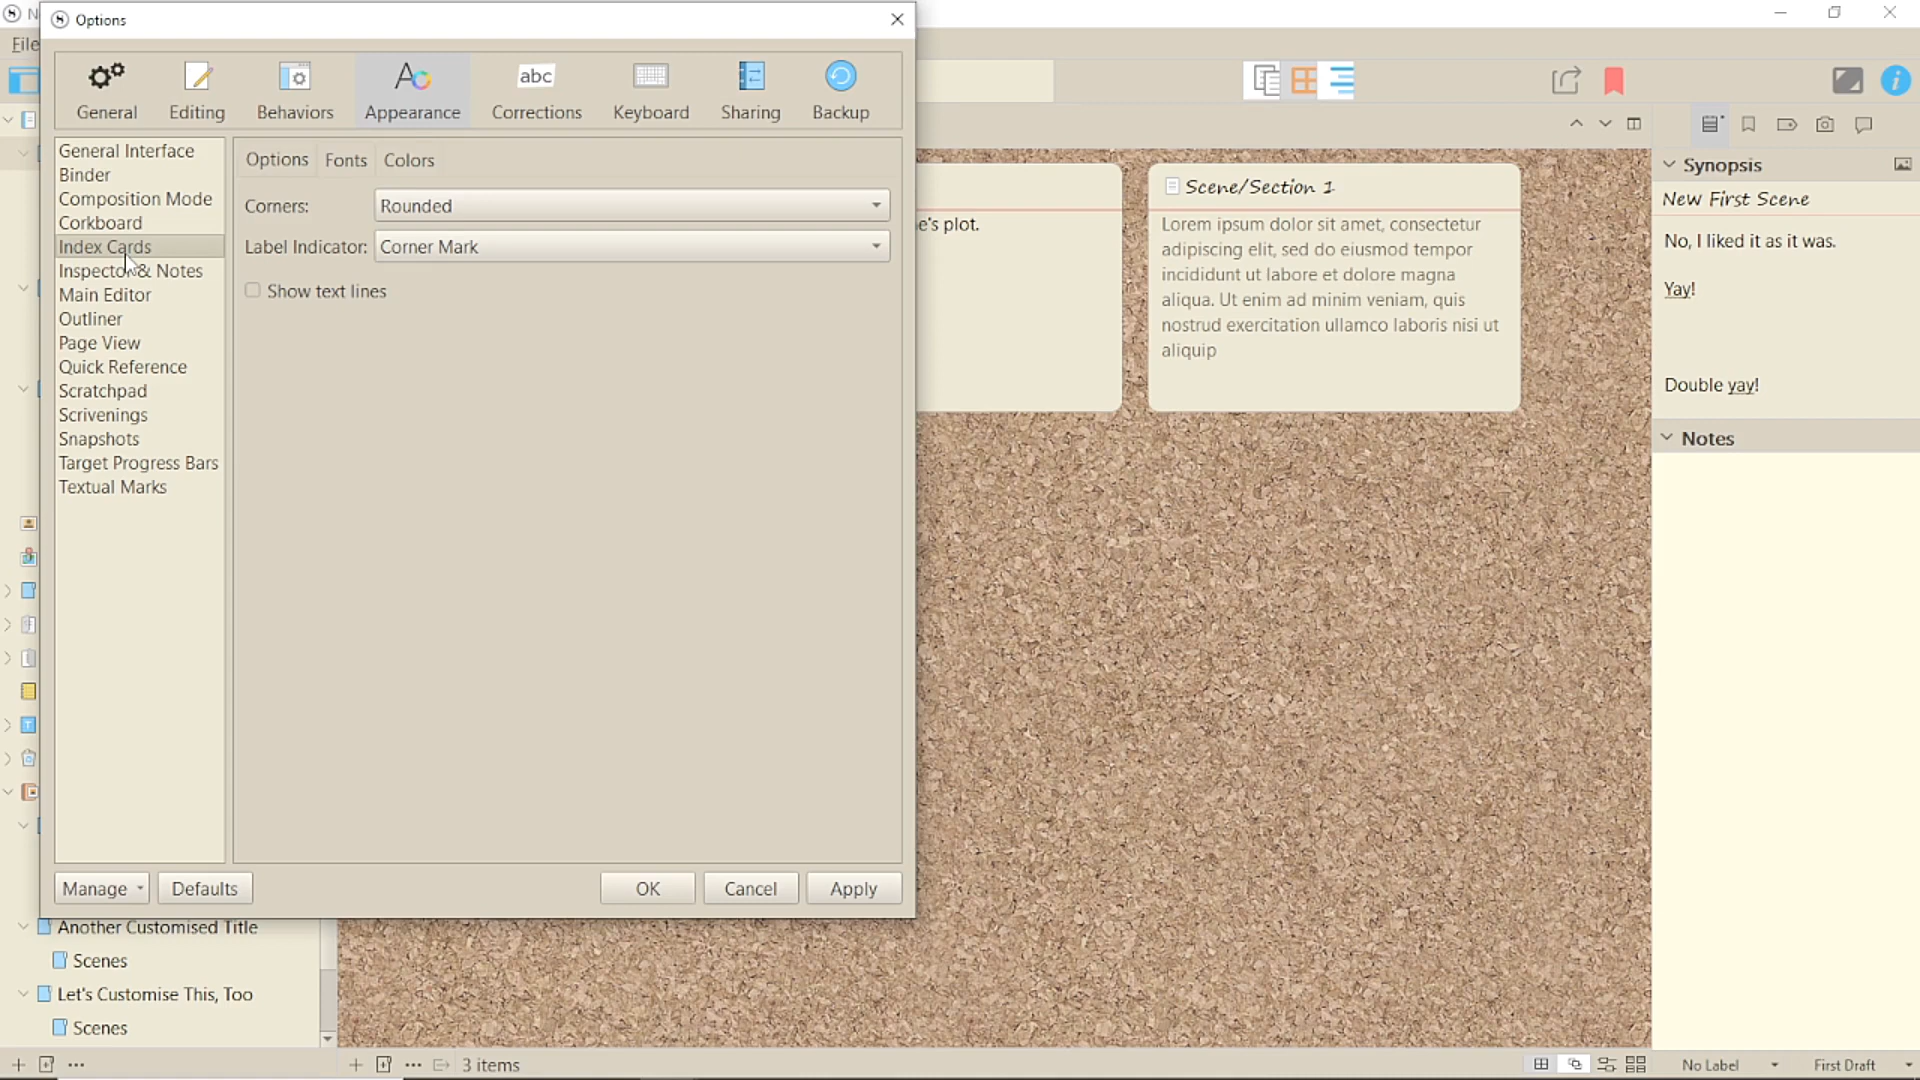 Options
N
File
General
Editing
Behaviors
Appearance
abc
Corrections
Keyboard
Sharing
Backup
General Interface
Binder
Composition Mode
Corkboard
Index Cards
Inspector & Notes
Main Editor
Outliner
Page View
Quick Reference
Scratchpad
Scrivenings
Snapshots
Target Progress Bars
Textual Marks
Options Fonts Colors
Corners: Rounded
Label Indicator: Corner Mark
Show text lines
Manage
Defaults
OK
Cancel
Apply
e's plot.
Scene/Section 1
Lorem ipsum dolor sit amet, consectetur
adipiscing elit, sed do eiusmod tempor
incididunt ut labore et dolore magna
aliqua. Ut enim ad minim veniam, quis
nostrud exercitation ullamco laboris nisi ut
aliquip
Synopsis
New First Scene
No, I liked it as it was.
Yay!
Double yay!
Notes
Another Customised Title
Scenes
Let's Customise This, Too
Scenes
3 items
No Label
First Draft